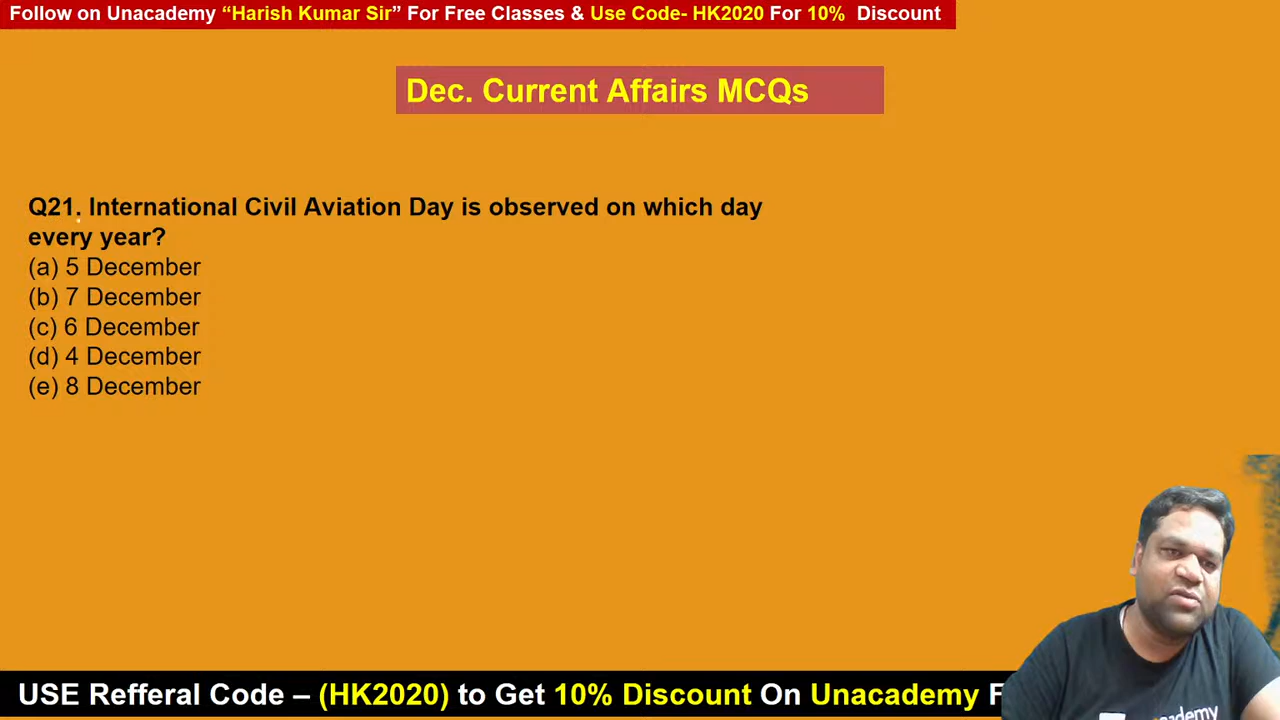 Follow on Unacademy “Harish Kumar Sir” For Free Classes & Use Code- HK2020 For 10% Discount
Dec. Current Affairs MCQs
Q21. International Civil Aviation Day is observed on which day
every year?
(a) 5 December
(b) 7 December
(c) 6 December
(d) 4 December
(e) 8 December
USE Refferal Code – (HK2020) to Get 10% Discount On Unacademy F
unacademy